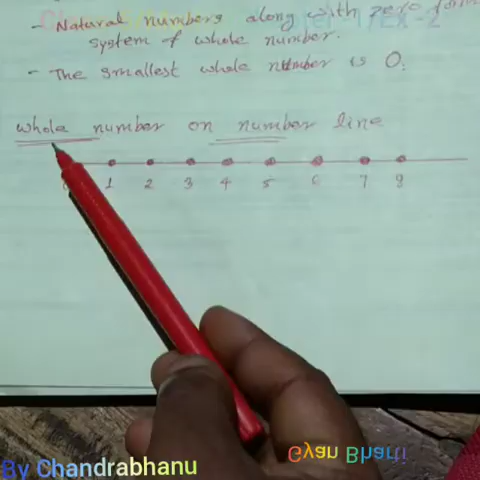 - Natural numbers along with zero form
system of whole number.
- The smallest whole number is 0.
whole number on number line
1 2 3 4 5 6 7 8
Gyan Bharti
By Chandrabhanu